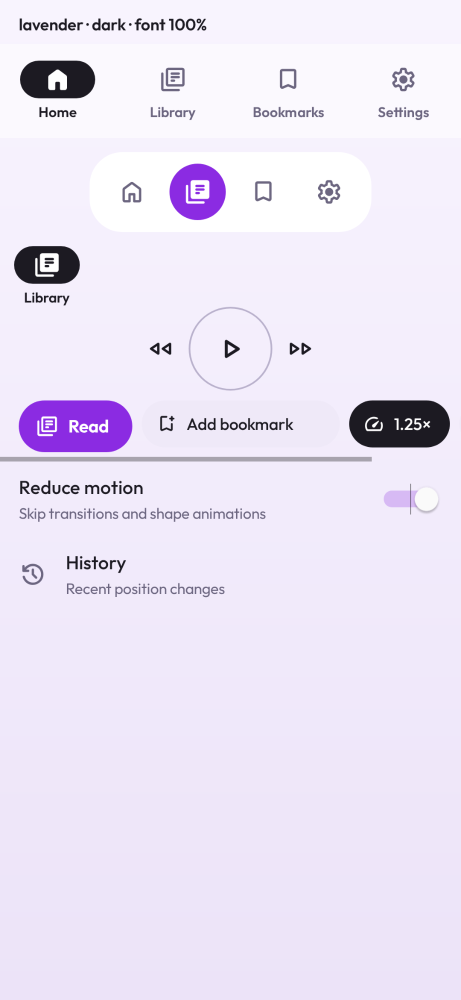 lavender · dark · font 100%
Home
Library
Bookmarks
Settings
Library
Read
Add bookmark
1.25×
Reduce motion
Skip transitions and shape animations
History
Recent position changes